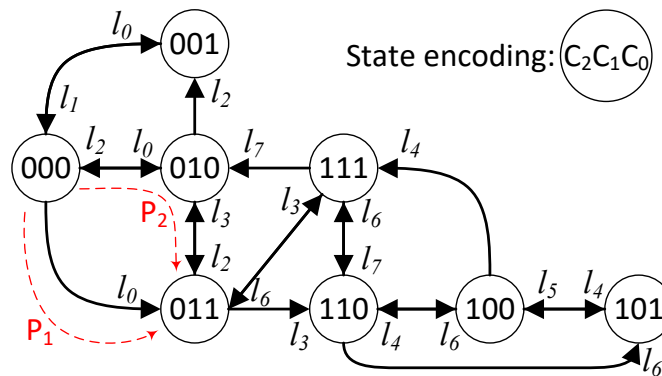 l₀ 001
State encoding: C₂C₁C₀
l₁ l₂
l₂ l₀ l₇ l₄
000 010 111
P₂ l₃ l₃ l₆
l₂ l₇ l₅ l₄
l₀ 011 l₆ 110 100 101
P₁ l₃ l₄ l₆ l₆